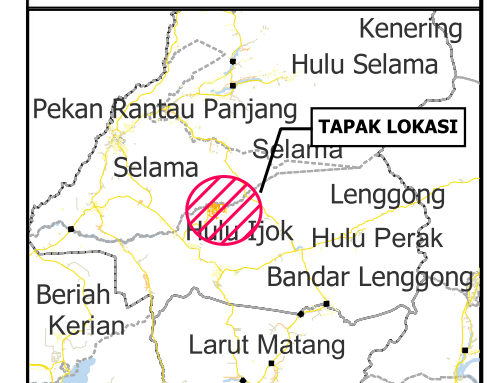 Kenering
Hulu Selama
Pekan Rantau Panjang
TAPAK LOKASI
Selama
Selama
Lenggong
Hulu Ijok
Hulu Perak
Bandar Lenggong
Beriah
Kerian
Larut Matang